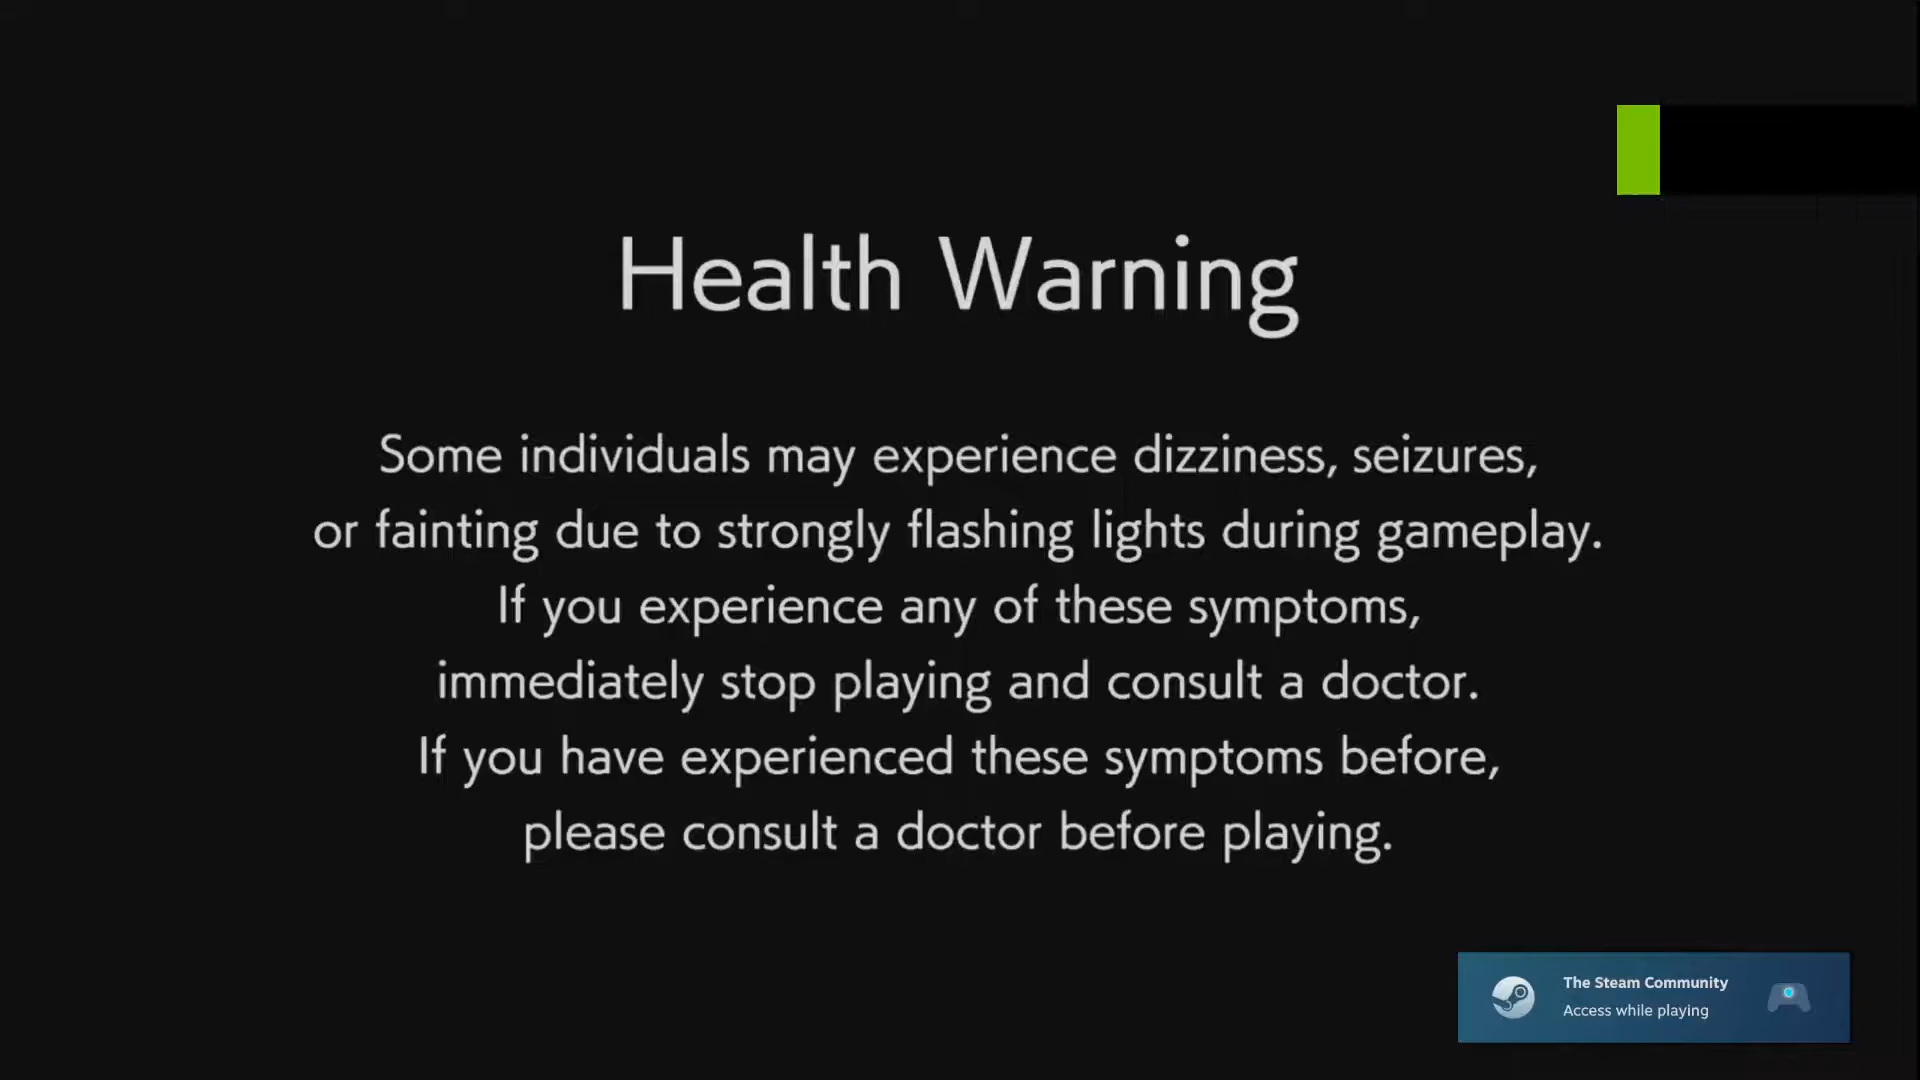 Health Warning
Some individuals may experience dizziness, seizures,
or fainting due to strongly flashing lights during gameplay.
If you experience any of these symptoms,
immediately stop playing and consult a doctor.
If you have experienced these symptoms before,
please consult a doctor before playing.
The Steam Community
Access while playing